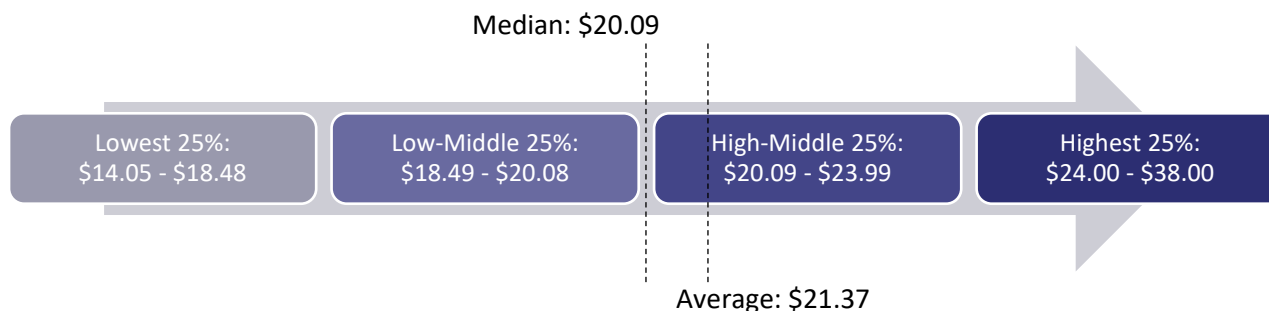 Median: $20.09
Lowest 25%:
$14.05 - $18.48
Low-Middle 25%:
$18.49 - $20.08
High-Middle 25%:
$20.09 - $23.99
Highest 25%:
$24.00 - $38.00
Average: $21.37